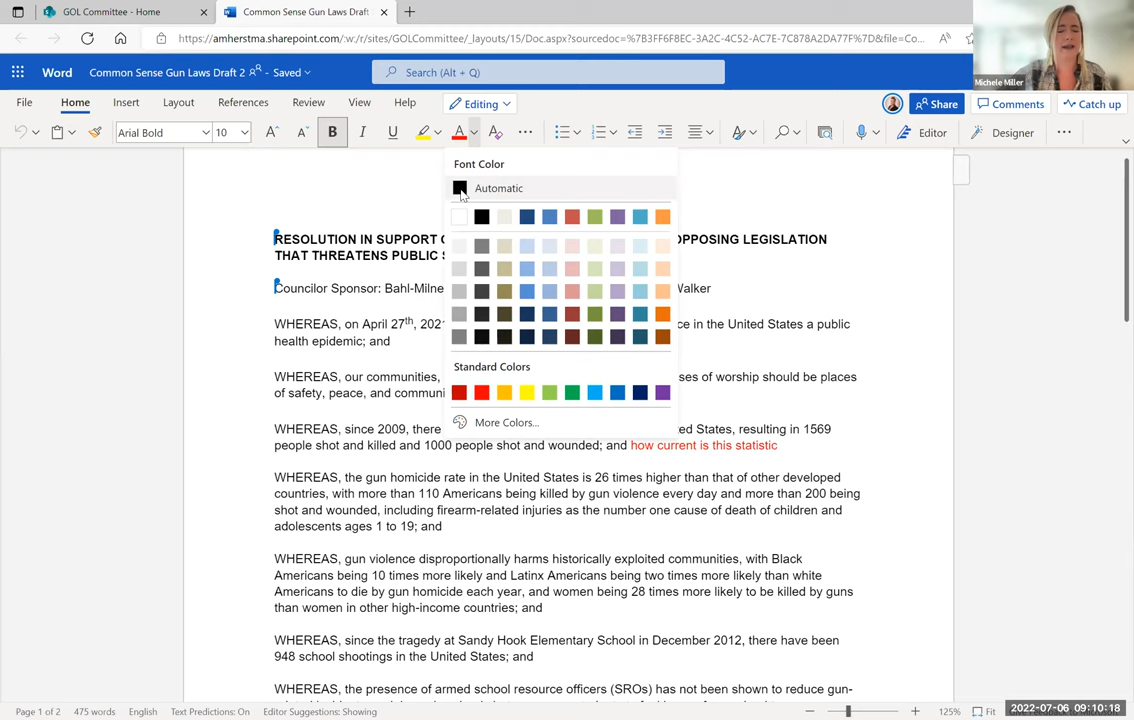 GOL Committee - Home
Common Sense Gun Laws Draft
https://amherstma.sharepoint.com/:w:/r/sites/GOLCommittee/_layouts/15/Doc.aspx?sourcedoc=%7B3FF6F8EC-3A2C-4C52-AC7E-7C878A2DA77F%7D&file=Co...
Michele Miller
Word Common Sense Gun Laws Draft 2 - Saved Search (Alt + Q)
File Home Insert Layout References Review View Help Editing Share Comments Catch up
Arial Bold 10 B I U A Editor Designer
Font Color
Automatic
RESOLUTION IN SUPPORT OPPOSING LEGISLATION
THAT THREATENS PUBLIC
Councilor Sponsor: Bahl-Milne Walker
WHEREAS, on April 27th, 202 ce in the United States a public
health epidemic; and
WHEREAS, our communities, ses of worship should be places
of safety, peace, and commun
WHEREAS, since 2009, there ted States, resulting in 1569
people shot and killed and 1000 people shot and wounded; and how current is this statistic
Standard Colors
More Colors...
WHEREAS, the gun homicide rate in the United States is 26 times higher than that of other developed
countries, with more than 110 Americans being killed by gun violence every day and more than 200 being
shot and wounded, including firearm-related injuries as the number one cause of death of children and
adolescents ages 1 to 19; and
WHEREAS, gun violence disproportionally harms historically exploited communities, with Black
Americans being 10 times more likely and Latinx Americans being two times more likely than white
Americans to die by gun homicide each year, and women being 28 times more likely to be killed by guns
than women in other high-income countries; and
WHEREAS, since the tragedy at Sandy Hook Elementary School in December 2012, there have been
948 school shootings in the United States; and
WHEREAS, the presence of armed school resource officers (SROs) has not been shown to reduce gun-
Page 1 of 2 475 words English Text Predictions: On Editor Suggestions: Showing 125% Fit
2022-07-06 09:10:18